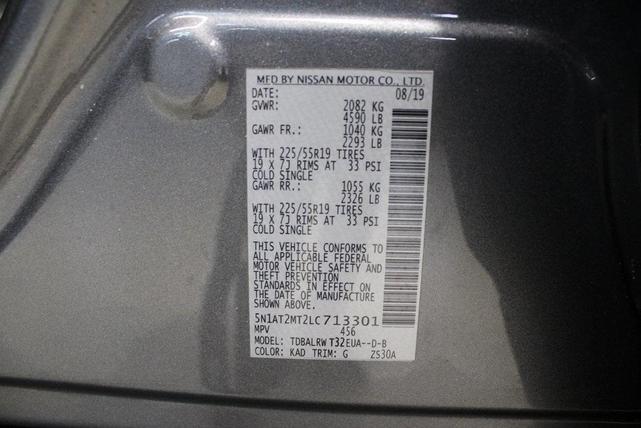 MFD BY NISSAN MOTOR CO., LTD.
DATE: 08/19
GVWR: 2082 KG
4590 LB
GAWR FR.: 1040 KG
2293 LB
WITH 225/55R19 TIRES
19 X 7J RIMS AT 33 PSI
COLD SINGLE
GAWR RR.: 1055 KG
2326 LB
WITH 225/55R19 TIRES
19 X 7J RIMS AT 33 PSI
COLD SINGLE
THIS VEHICLE CONFORMS TO
ALL APPLICABLE FEDERAL
MOTOR VEHICLE SAFETY AND
THEFT PREVENTION
STANDARDS IN EFFECT ON
THE DATE OF MANUFACTURE
SHOWN ABOVE.
5N1AT2MT2LC713301
MPV 456
MODEL: TDBALRW T32EUA--D-B
COLOR: KAD TRIM: G ZS30A